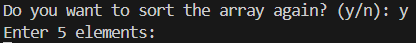 Do you want to sort the array again? (y/n): y
Enter 5 elements: